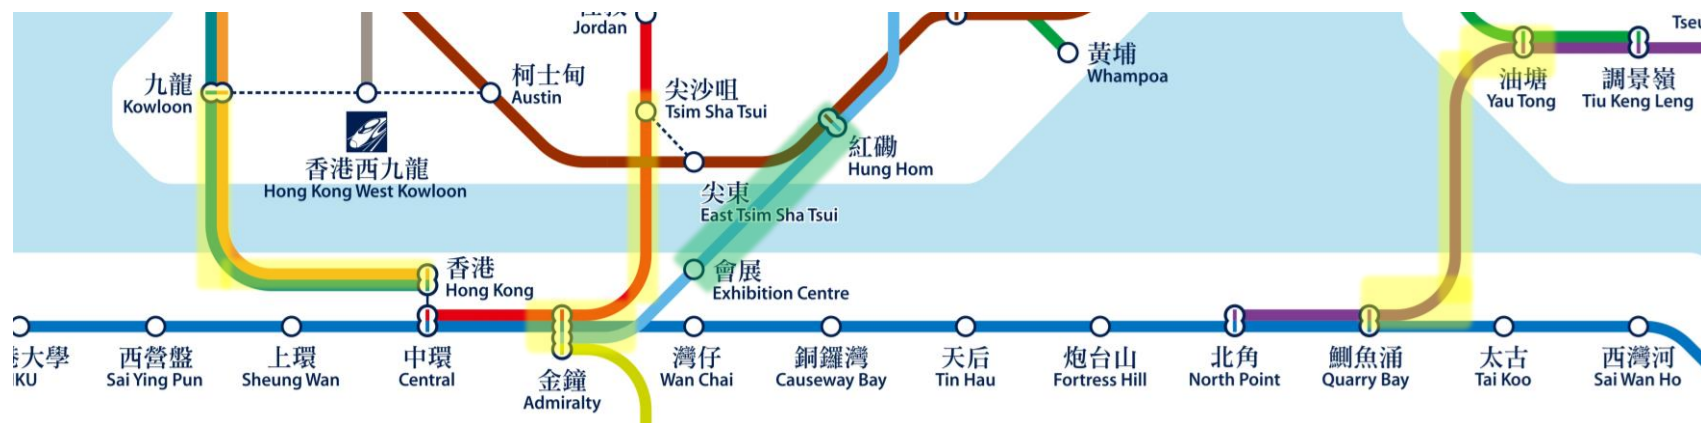 Jordan
九龍
Kowloon
柯士甸
Austin
尖沙咀
Tsim Sha Tsui
黃埔
Whampoa
油塘
Yau Tong
調景嶺
Tiu Keng Leng
香港西九龍
Hong Kong West Kowloon
紅磡
Hung Hom
尖東
East Tsim Sha Tsui
香港
Hong Kong
會展
Exhibition Centre
大學
HKU
西營盤
Sai Ying Pun
上環
Sheung Wan
中環
Central
金鐘
Admiralty
灣仔
Wan Chai
銅鑼灣
Causeway Bay
天后
Tin Hau
炮台山
Fortress Hill
北角
North Point
鰂魚涌
Quarry Bay
太古
Tai Koo
西灣河
Sai Wan Ho